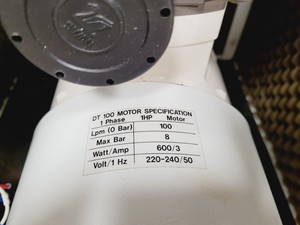 DT 100 MOTOR SPECIFICATION
1 Phase 1HP Motor
Lpm (0 Bar) 100
Max Bar 8
Watt/Amp 600/3
Volt/1 Hz 220-240/50